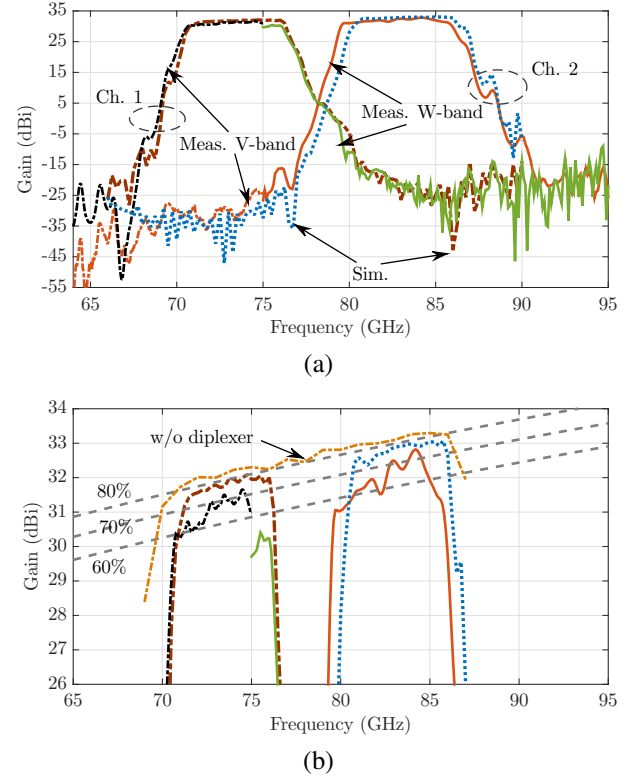 33
25
15
5
-5
-15
-25
-35
-45
-55
Gain (dBi)
Ch. 1
Ch. 2
Meas. V-band
Meas. W-band
Sim.
65 70 75 80 85 90 95
Frequency (GHz)
(a)
34
33
32
31
30
29
28
27
26
Gain (dBi)
w/o diplexer
80%
70%
60%
65 70 75 80 85 90 95
Frequency (GHz)
(b)